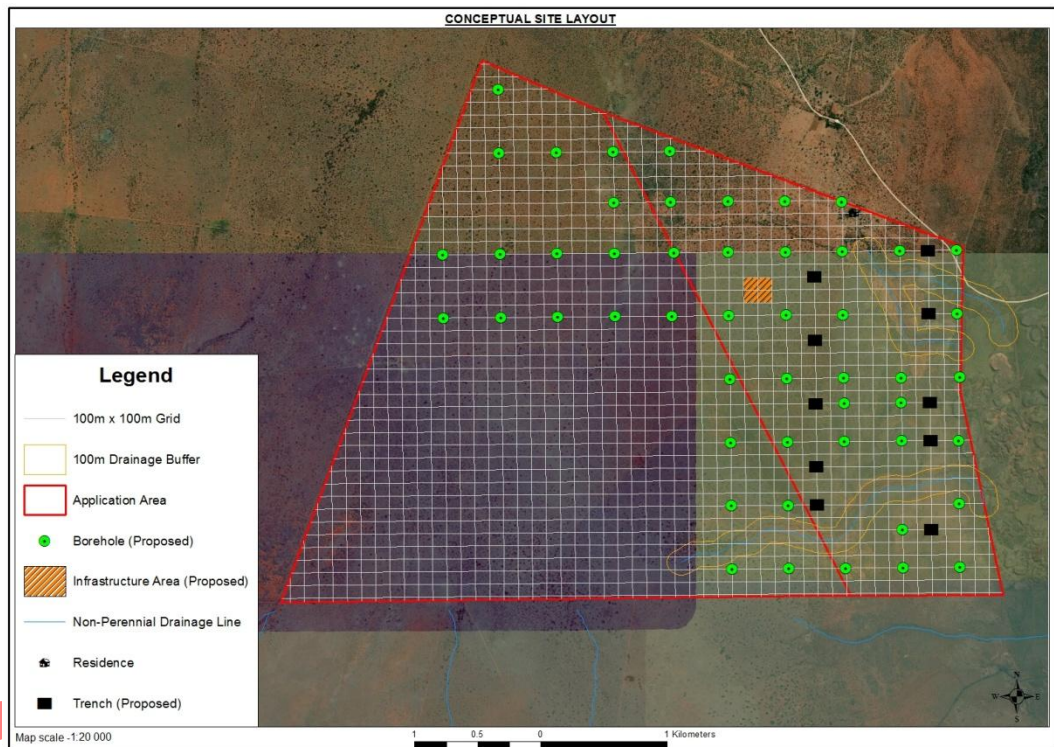 CONCEPTUAL SITE LAYOUT
Legend
100m x 100m Grid
100m Drainage Buffer
Application Area
Borehole (Proposed)
Infrastructure Area (Proposed)
Non-Perennial Drainage Line
Residence
Trench (Proposed)
Map scale -1:20 000
1 0.5 0 1 Kilometers
N
W E
S